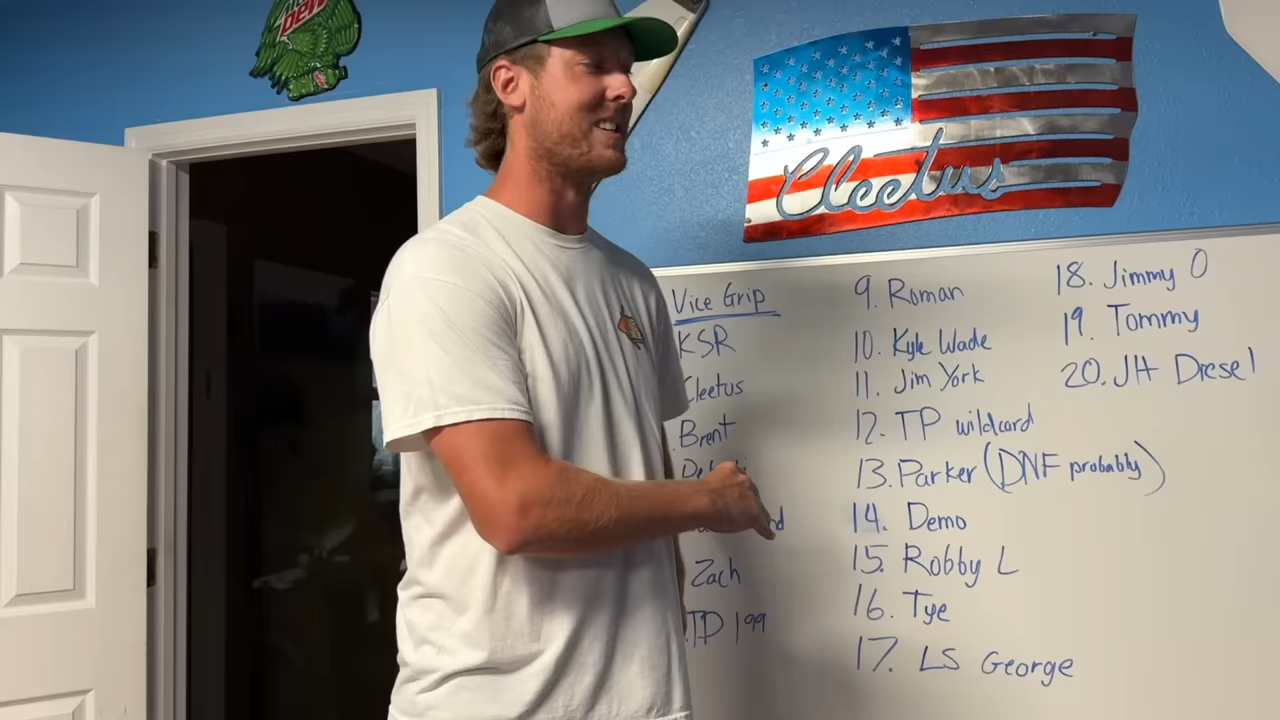 Dew
Cleetus
Vice Grip
KSR
Cleetus
Brent
Zach
TD 199
9. Roman
10. Kyle Wade
11. Jim York
12. TP wildcard
13. Parker (DNF probably)
14. Demo
15. Robby L
16. Tye
17. LS George
18. Jimmy O
19. Tommy
20. JH Diesel